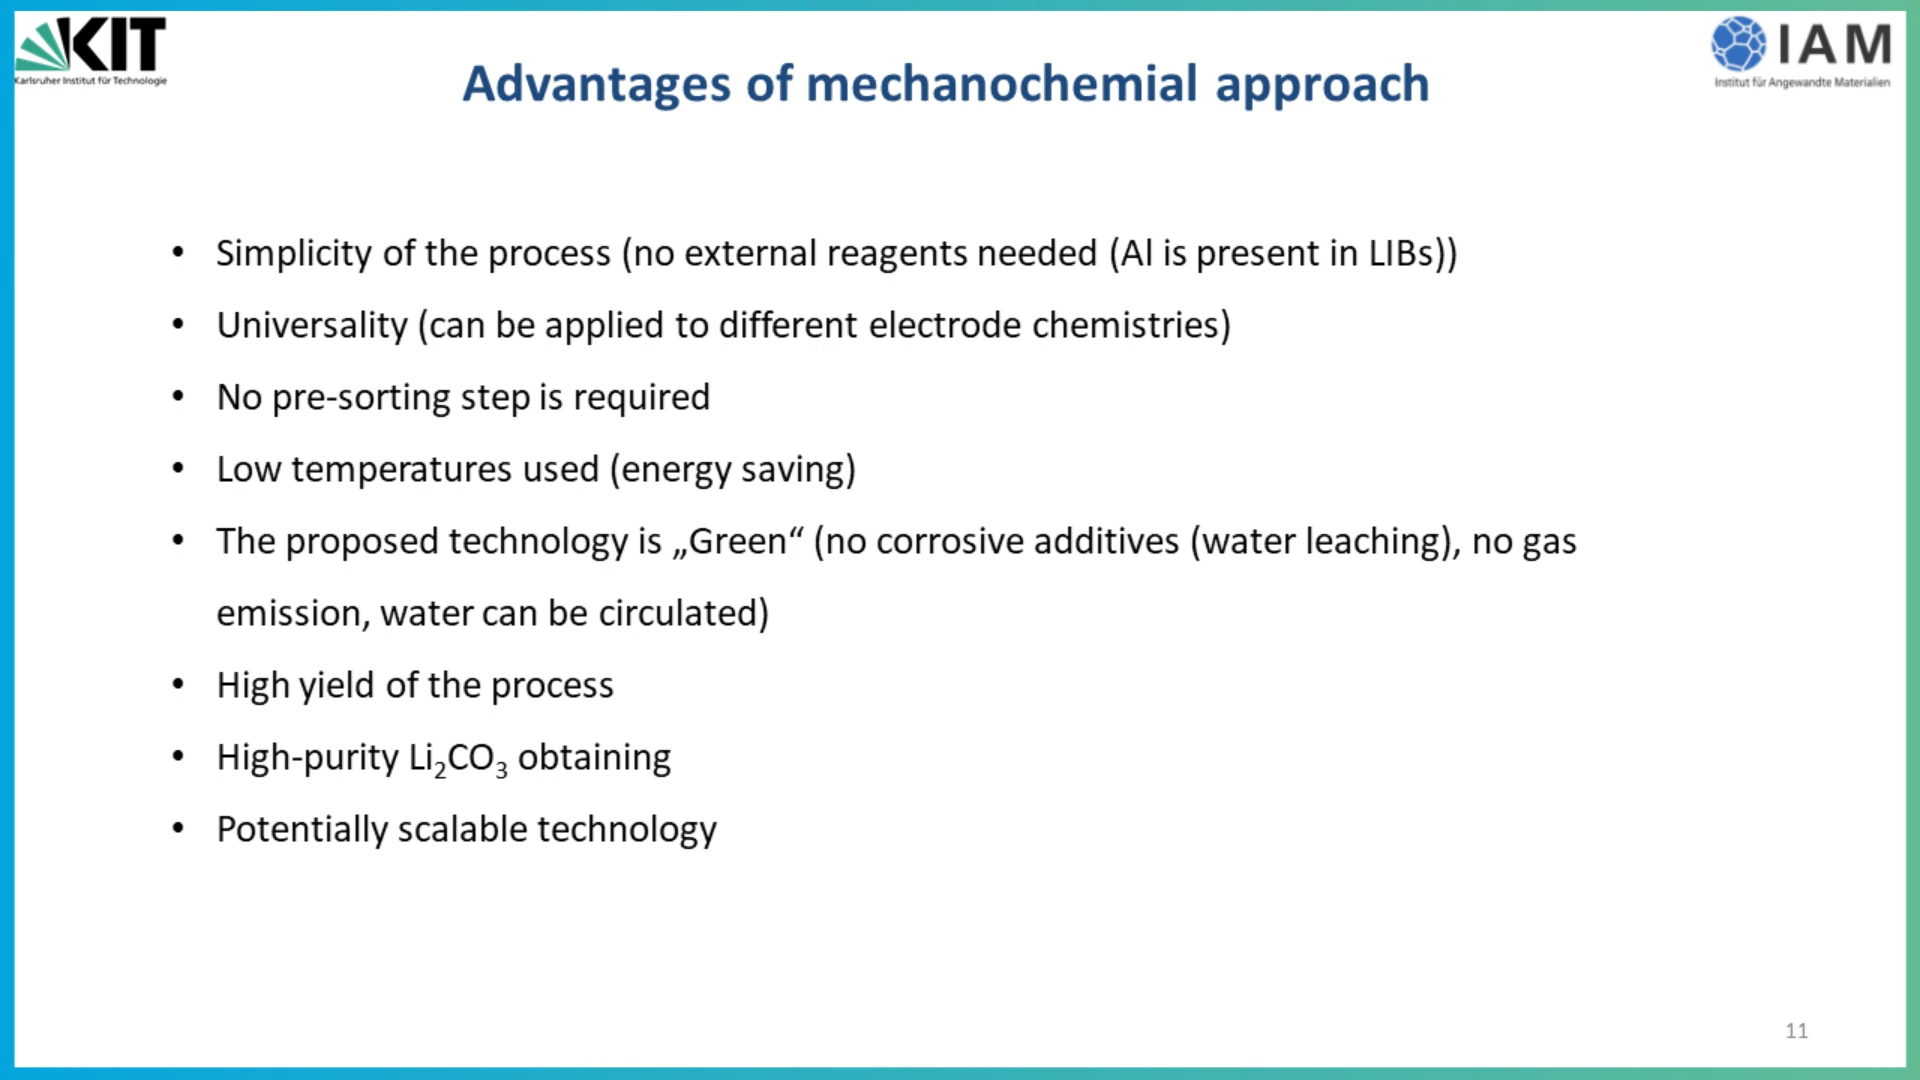 KIT
Karlsruher Institut für Technologie
IAM
Institut für Angewandte Materialien
Advantages of mechanochemial approach
• Simplicity of the process (no external reagents needed (Al is present in LIBs))
• Universality (can be applied to different electrode chemistries)
• No pre-sorting step is required
• Low temperatures used (energy saving)
• The proposed technology is „Green“ (no corrosive additives (water leaching), no gas
emission, water can be circulated)
• High yield of the process
• High-purity Li₂CO₃ obtaining
• Potentially scalable technology
11